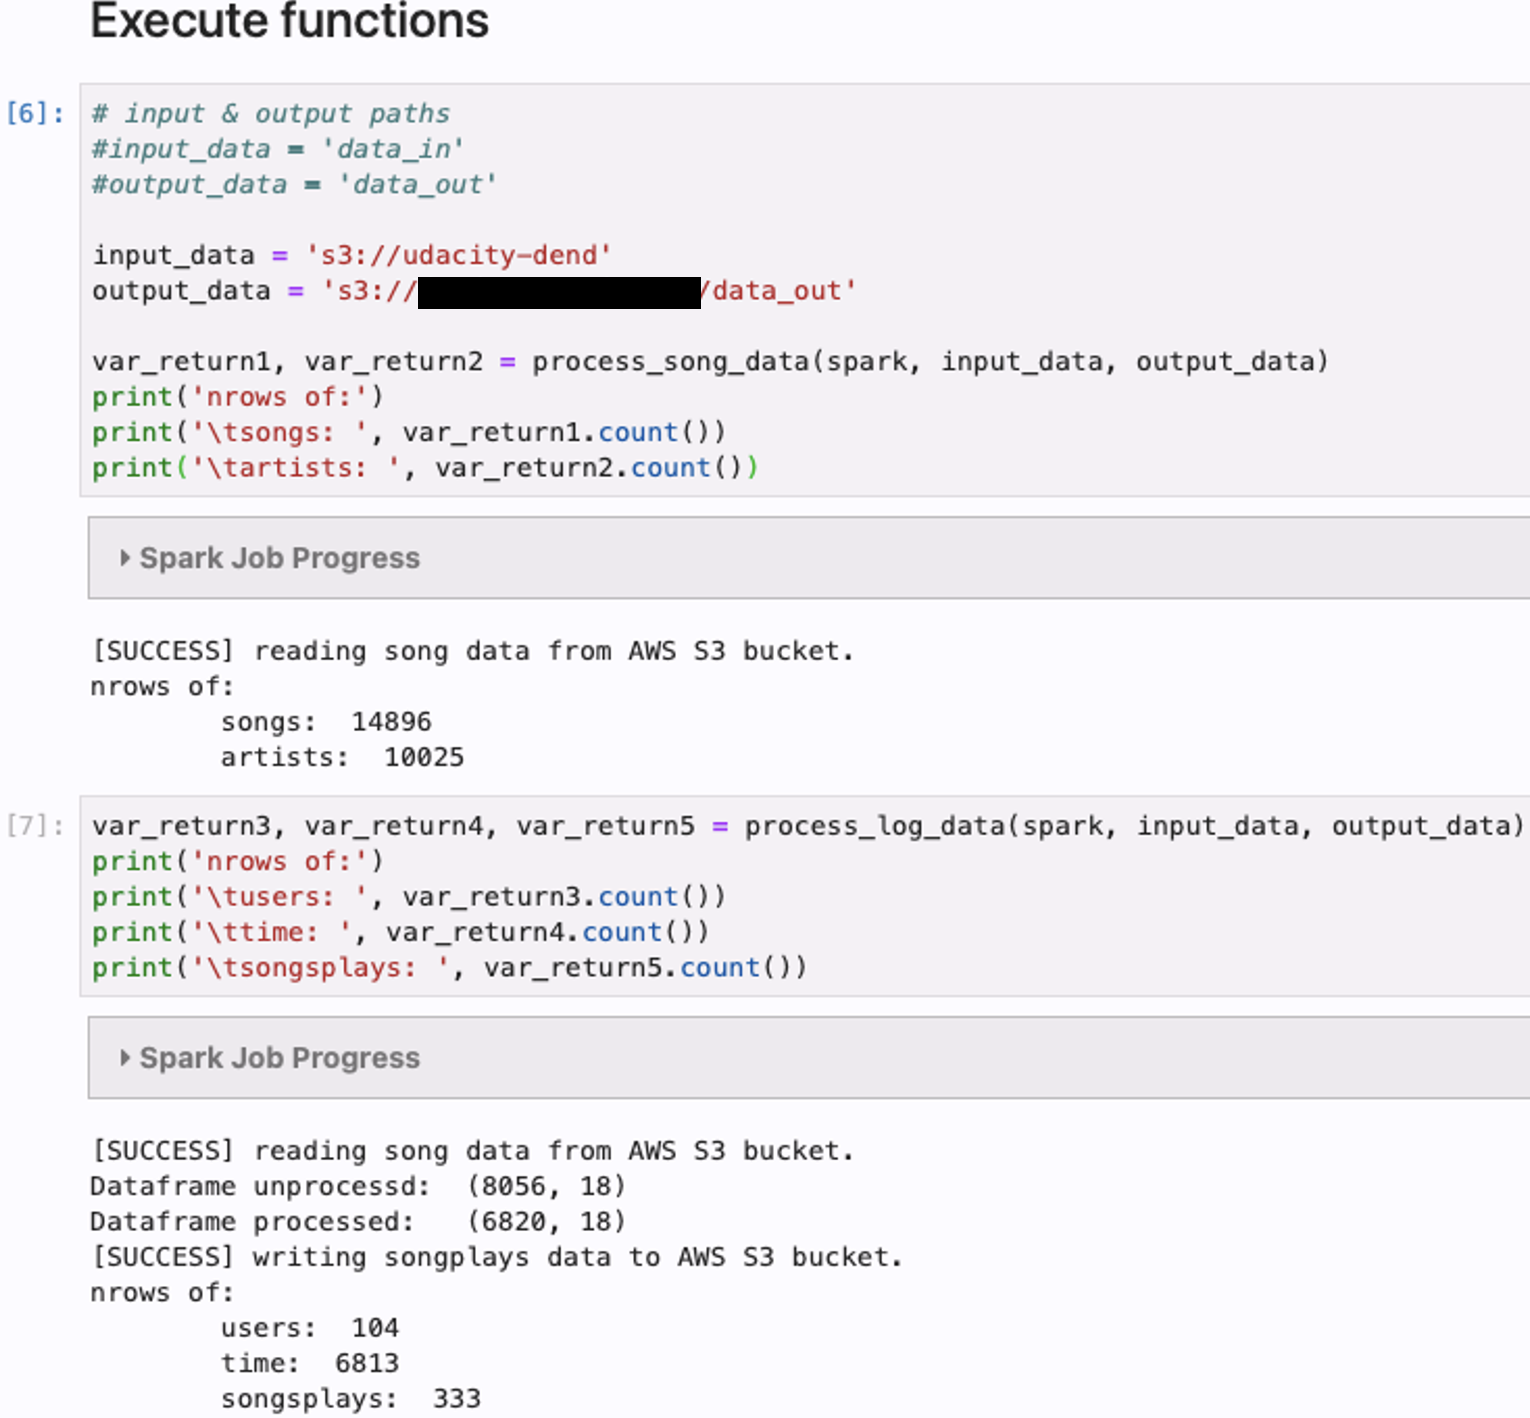 Execute functions
[6]:
# input & output paths
#input_data = 'data_in'
#output_data = 'data_out'
input_data = 's3://udacity-dend'
output_data = 's3:///data_out'
var_return1, var_return2 = process_song_data(spark, input_data, output_data)
print('nrows of:')
print('\tsongs: ', var_return1.count())
print('\tartists: ', var_return2.count())
Spark Job Progress
[SUCCESS] reading song data from AWS S3 bucket.
nrows of:
songs:  14896
artists:  10025
[7]:
var_return3, var_return4, var_return5 = process_log_data(spark, input_data, output_data)
print('nrows of:')
print('\tusers: ', var_return3.count())
print('\ttime: ', var_return4.count())
print('\tsongsplays: ', var_return5.count())
Spark Job Progress
[SUCCESS] reading song data from AWS S3 bucket.
Dataframe unprocessd:  (8056, 18)
Dataframe processed:   (6820, 18)
[SUCCESS] writing songplays data to AWS S3 bucket.
nrows of:
users:  104
time:  6813
songsplays:  333